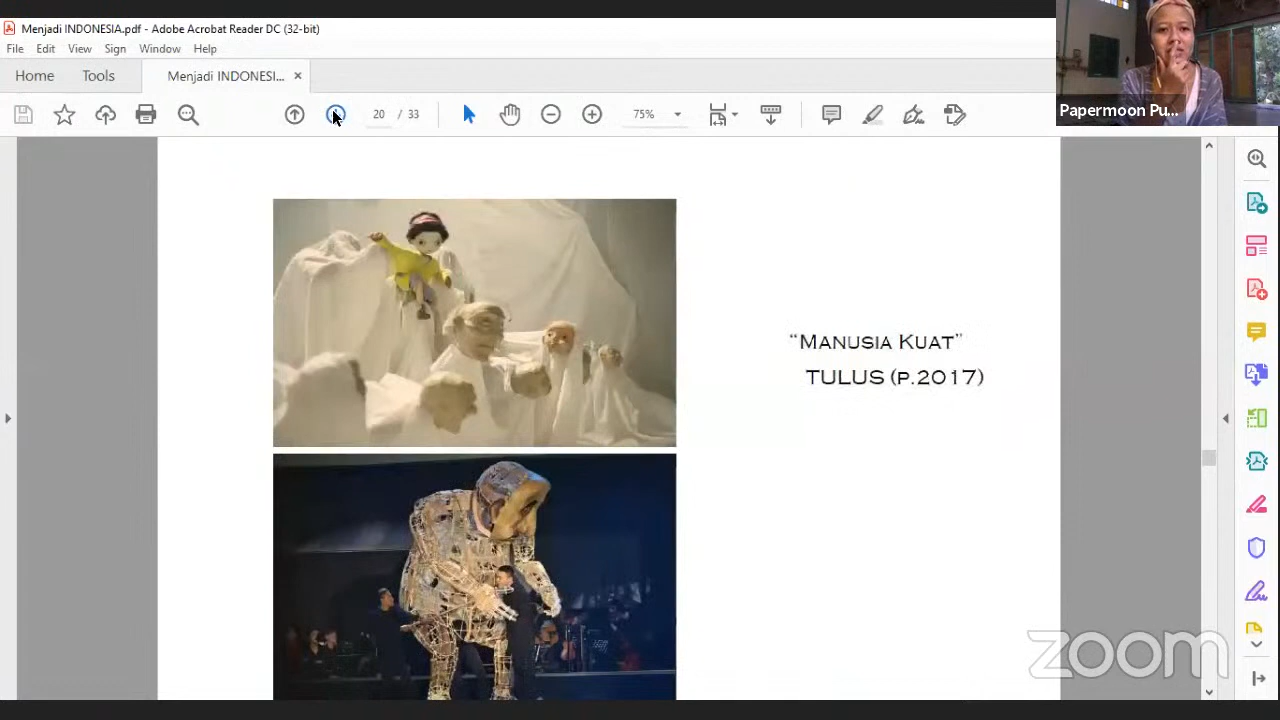 Menjadi INDONESIA.pdf - Adobe Acrobat Reader DC (32-bit)
File Edit View Sign Window Help
Home Tools Menjadi INDONESI... ×
20 / 33 75%
Papermoon Pu...
“MANUSIA KUAT”
TULUS (P.2017)
zoom